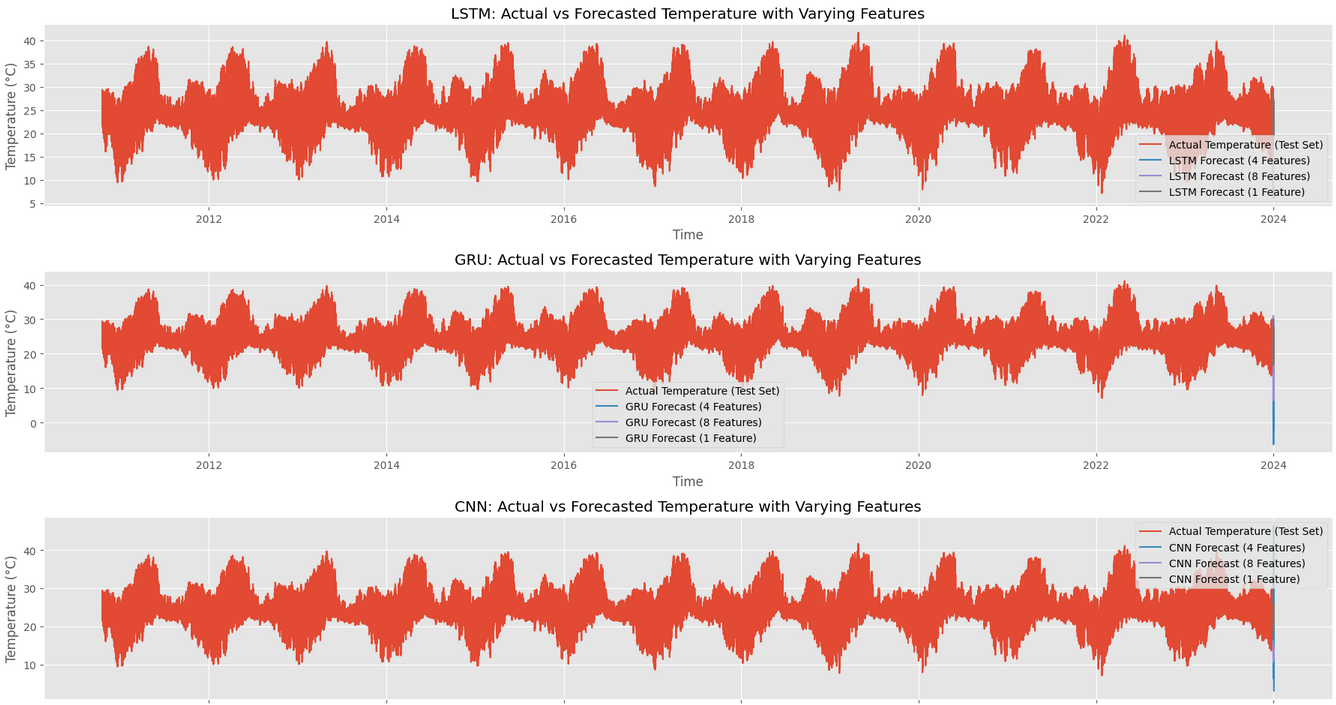 LSTM: Actual vs Forecasted Temperature with Varying Features
Temperature (°C)
40
35
30
25
20
15
10
5
Actual Temperature (Test Set)
LSTM Forecast (4 Features)
LSTM Forecast (8 Features)
LSTM Forecast (1 Feature)
2012 2014 2016 2018 2020 2022 2024
Time
GRU: Actual vs Forecasted Temperature with Varying Features
Temperature (°C)
40
30
20
10
0
Actual Temperature (Test Set)
GRU Forecast (4 Features)
GRU Forecast (8 Features)
GRU Forecast (1 Feature)
2012 2014 2016 2018 2020 2022 2024
Time
CNN: Actual vs Forecasted Temperature with Varying Features
Temperature (°C)
40
30
20
10
Actual Temperature (Test Set)
CNN Forecast (4 Features)
CNN Forecast (8 Features)
CNN Forecast (1 Feature)